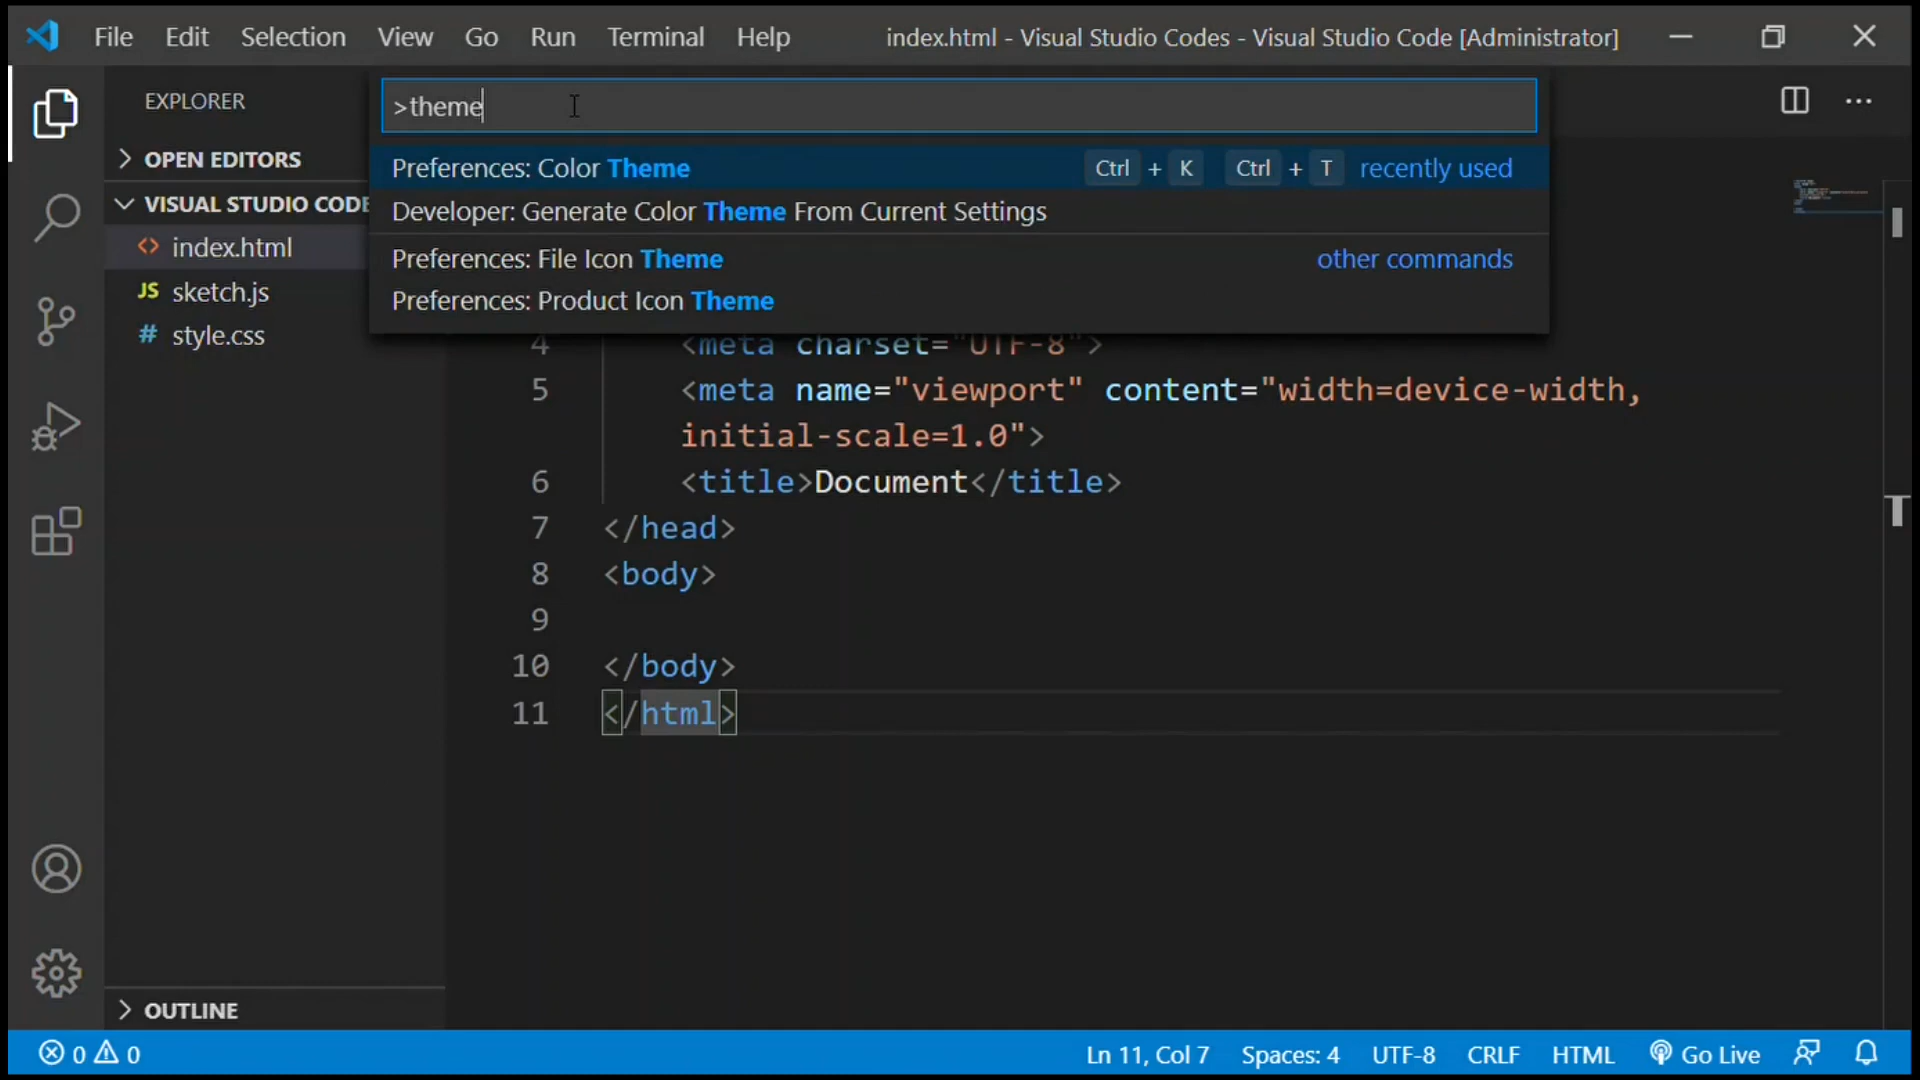 File Edit Selection View Go Run Terminal Help index.html - Visual Studio Codes - Visual Studio Code [Administrator]
EXPLORER
OPEN EDITORS
VISUAL STUDIO CODE
index.html
JS sketch.js
# style.css
>theme
Preferences: Color Theme Ctrl + K Ctrl + T recently used
Developer: Generate Color Theme From Current Settings
Preferences: File Icon Theme other commands
Preferences: Product Icon Theme
4 <meta charset="UTF-8">
5 <meta name="viewport" content="width=device-width,
initial-scale=1.0">
6 <title>Document</title>
7 </head>
8 <body>
9
10 </body>
11 </html>
OUTLINE
0 0 Ln 11, Col 7 Spaces: 4 UTF-8 CRLF HTML Go Live